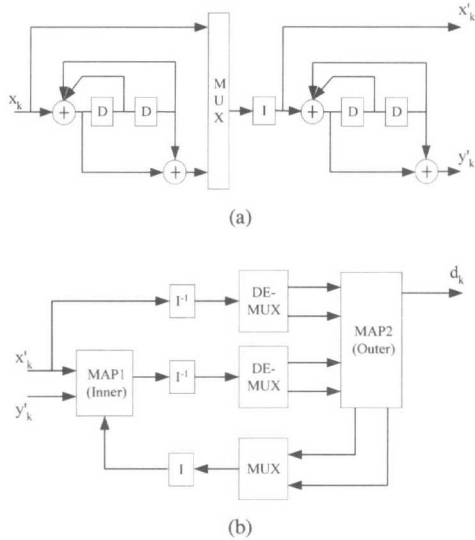 x'k
M
U
X
xk
+
D
D
I
+
D
D
y'k
+
+
(a)
dk
I-1
DE-
MUX
MAP2
(Outer)
x'k
MAP1
(Inner)
I-1
DE-
MUX
y'k
I
MUX
(b)